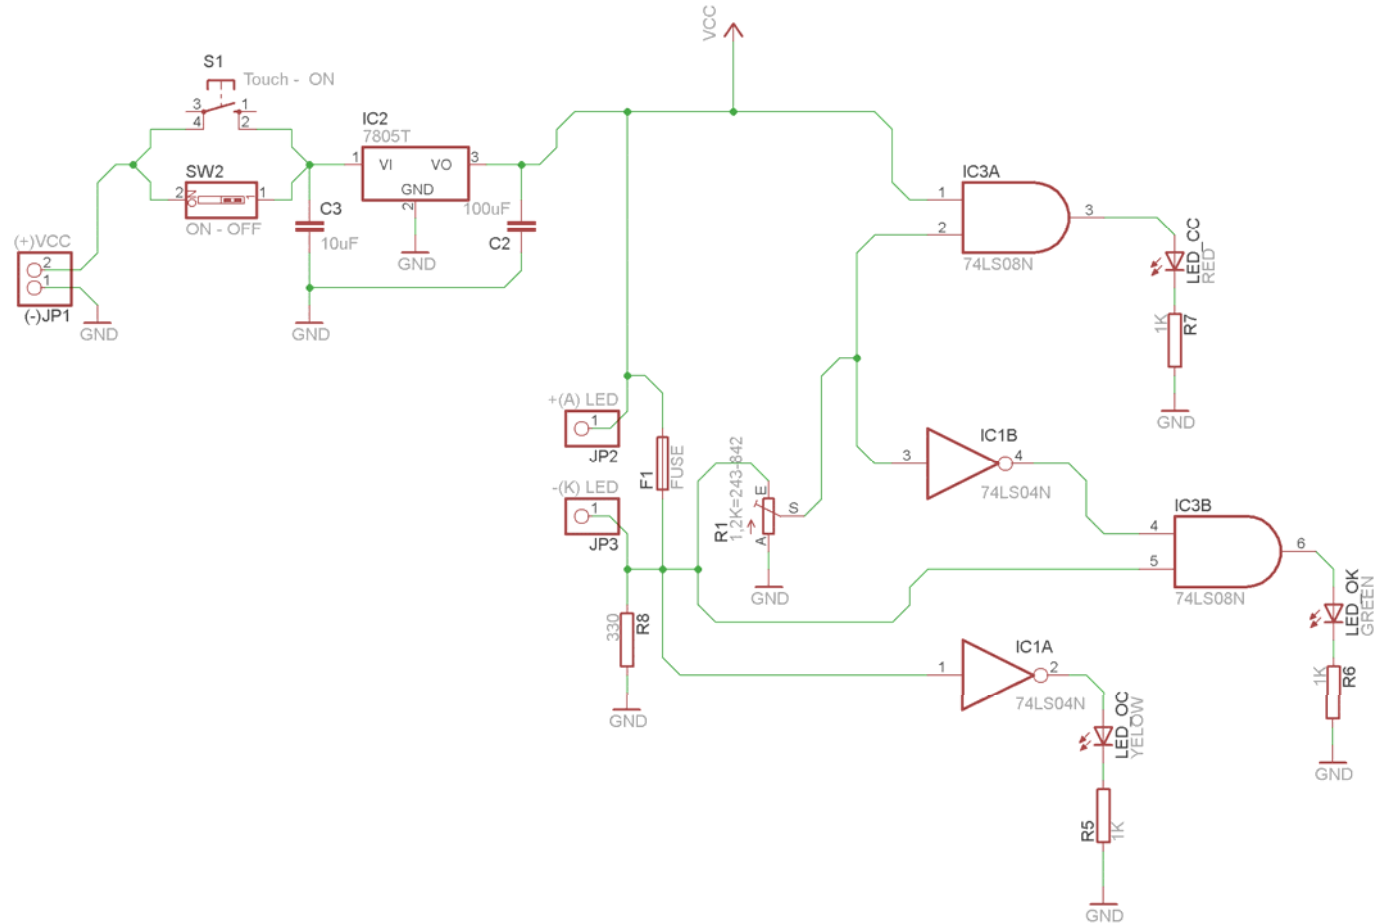 VCC
S1
Touch - ON
3
1
4
2
SW2
2
ON
1
1
ON - OFF
(+)VCC
2
1
(-)JP1
GND
C3
10uF
GND
IC2
7805T
1
VI
VO
3
GND
2
GND
100uF
C2
IC3A
1
2
3
74LS08N
LED_CC
RED
1K
R7
GND
+(A) LED
1
JP2
-(K) LED
1
JP3
F1
FUSE
R1
1,2K=243-842
E
S
A
GND
330
R8
GND
IC1B
3
4
74LS04N
IC3B
4
5
6
74LS08N
LED_OK
GREEN
1K
R6
GND
IC1A
1
2
74LS04N
LED_OC
YELOW
R5
1K
GND